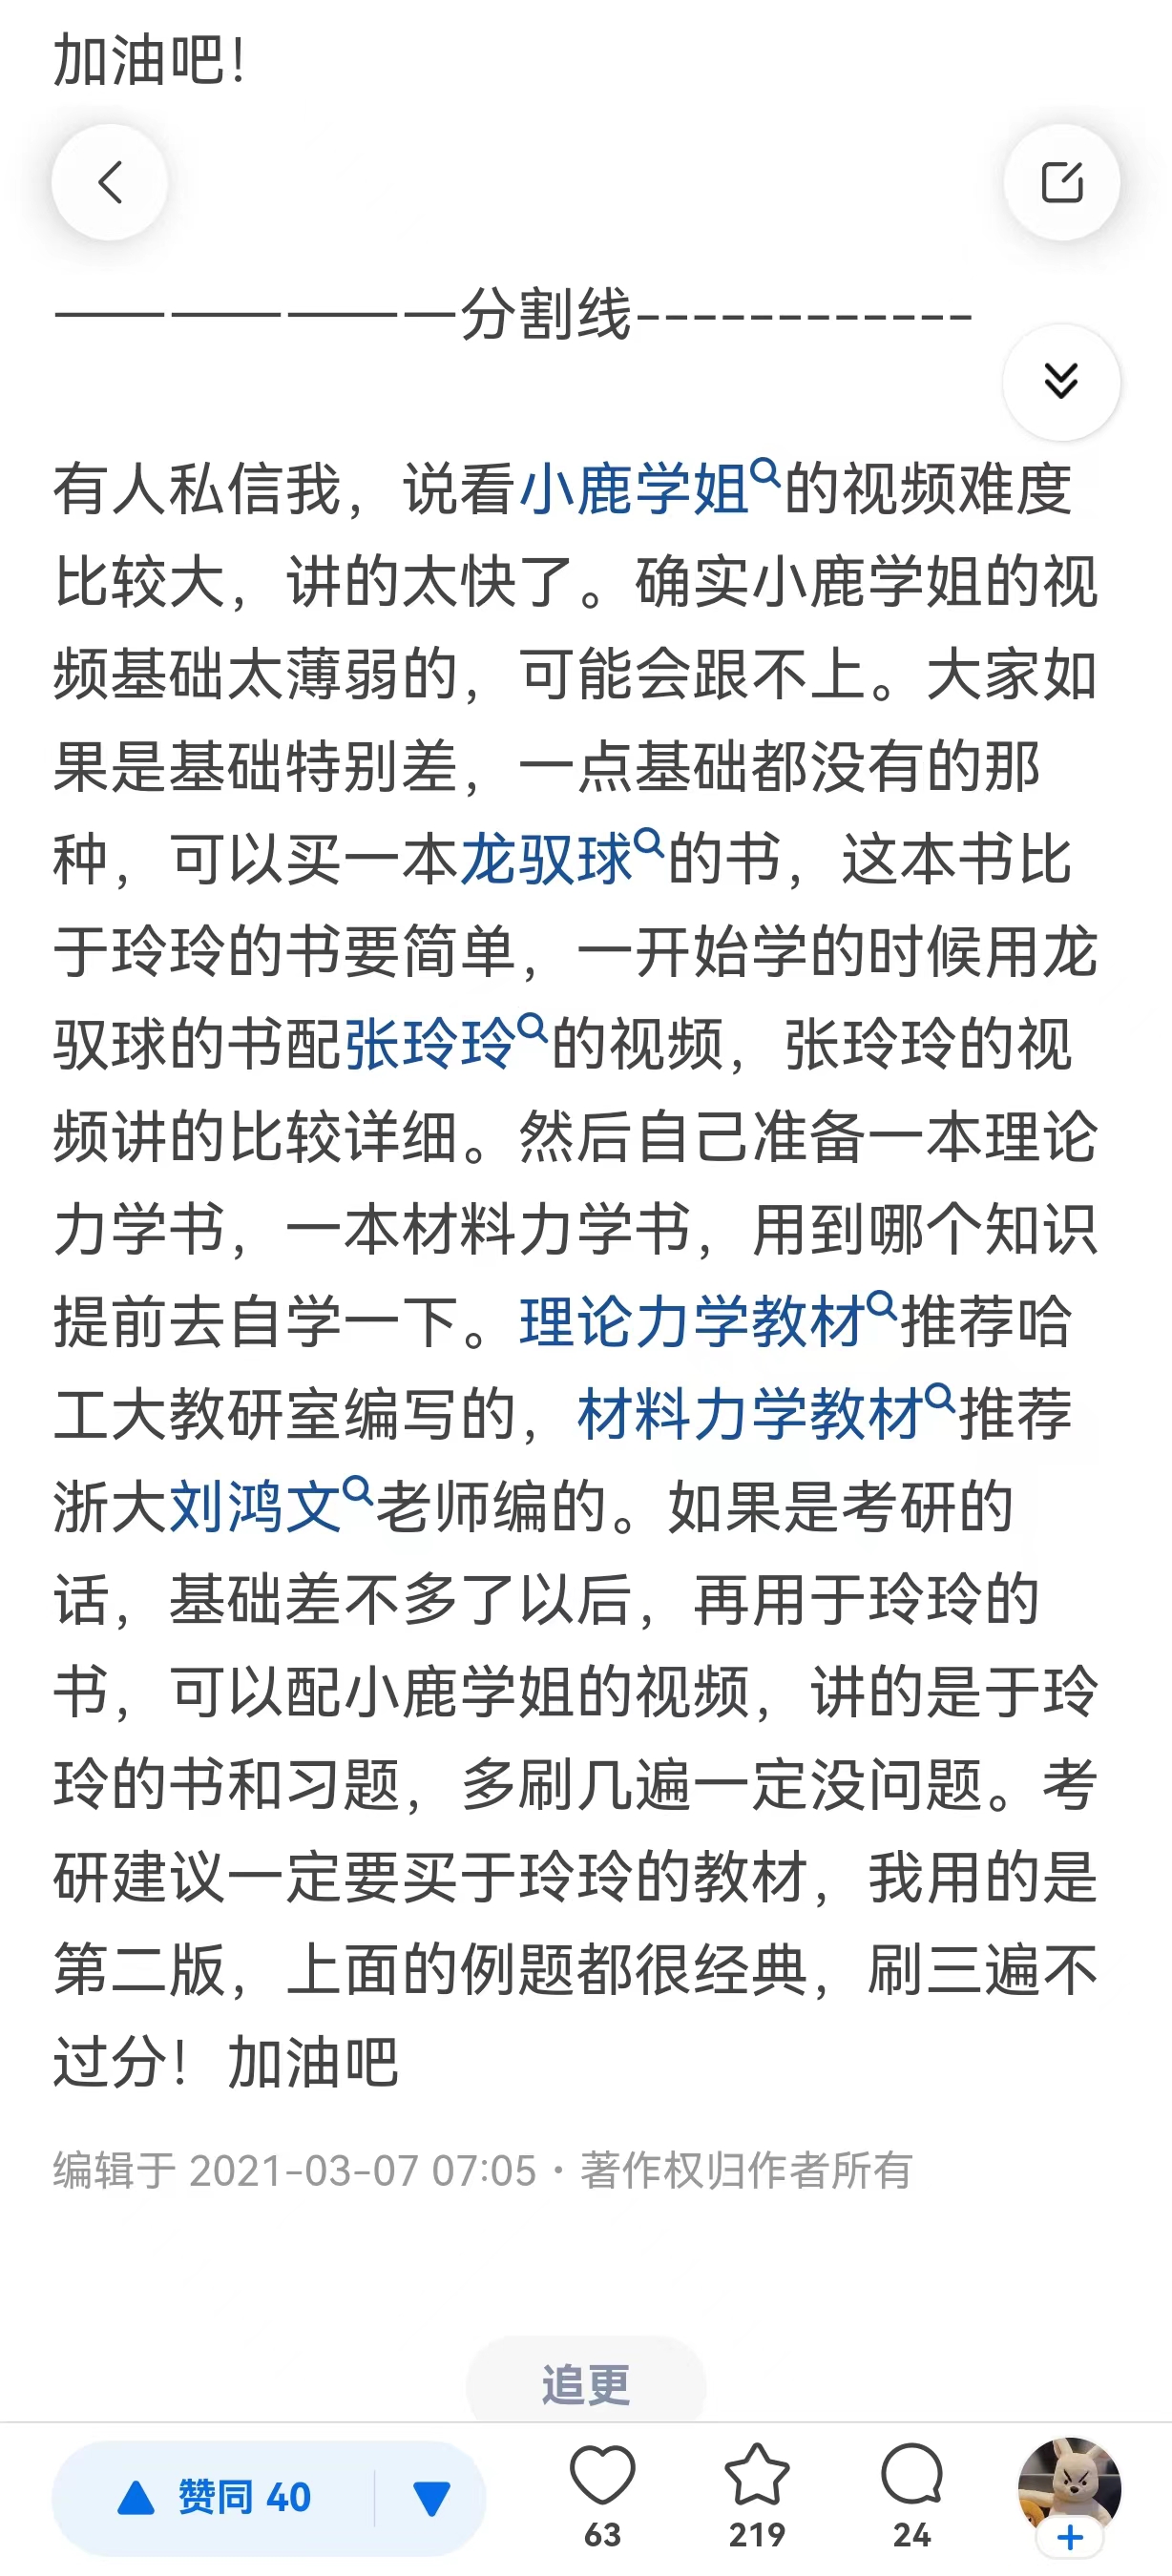 加油吧！
———————分割线------------
有人私信我，说看小鹿学姐的视频难度
比较大，讲的太快了。确实小鹿学姐的视
频基础太薄弱的，可能会跟不上。大家如
果是基础特别差，一点基础都没有的那
种，可以买一本龙驭球的书，这本书比
于玲玲的书要简单，一开始学的时候用龙
驭球的书配张玲玲的视频，张玲玲的视
频讲的比较详细。然后自己准备一本理论
力学书，一本材料力学书，用到哪个知识
提前去自学一下。理论力学教材推荐哈
工大教研室编写的，材料力学教材推荐
浙大刘鸿文老师编的。如果是考研的
话，基础差不多了以后，再用于玲玲的
书，可以配小鹿学姐的视频，讲的是于玲
玲的书和习题，多刷几遍一定没问题。考
研建议一定要买于玲玲的教材，我用的是
第二版，上面的例题都很经典，刷三遍不
过分！加油吧
编辑于 2021-03-07 07:05 · 著作权归作者所有
追更
赞同 40
63
219
24